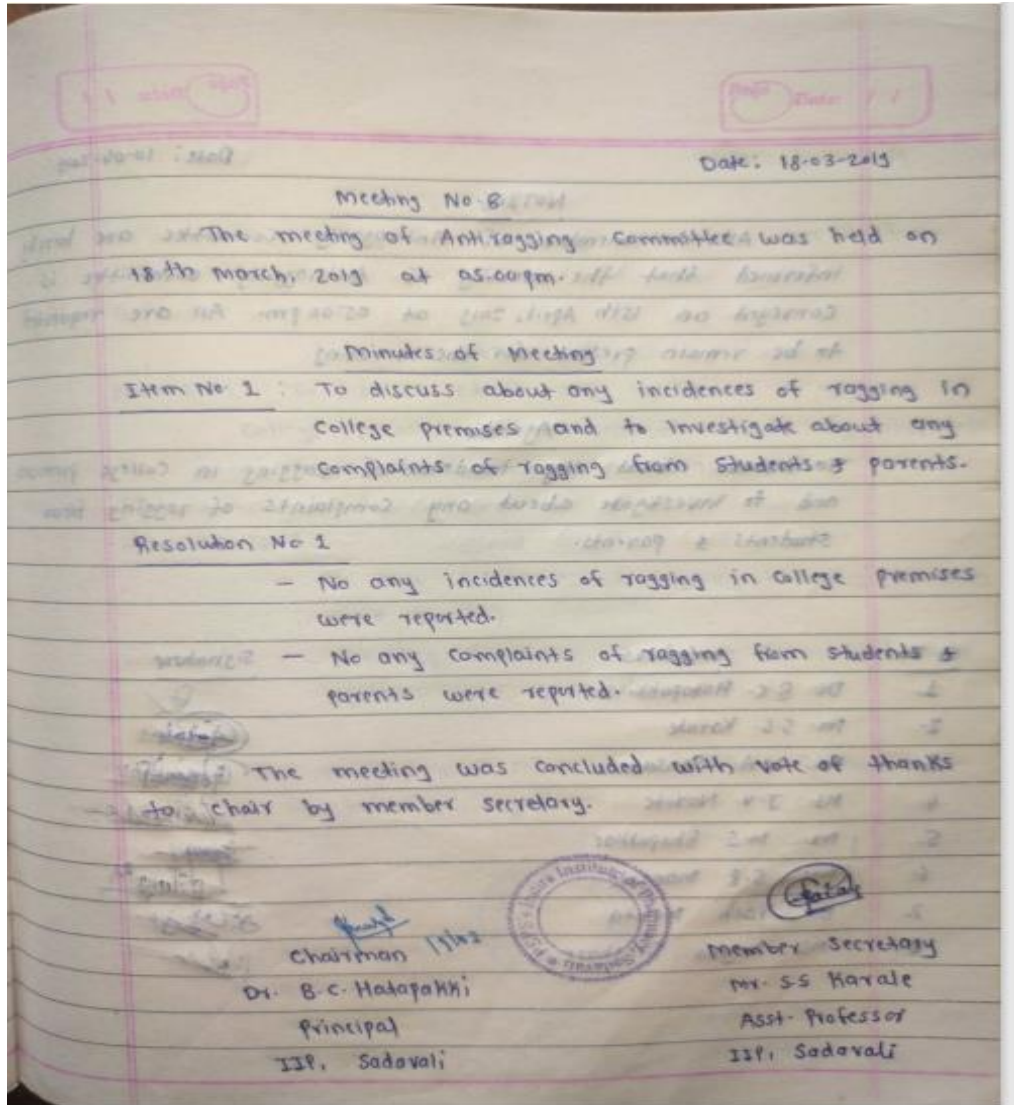 Date: 18-03-2019
Meeting No 8
The meeting of Antiragging Committee was held on
18th march, 2019 at 05.00pm.
Minutes of Meeting
Item No 1 : To discuss about any incidences of ragging in
College premises and to investigate about any
Complaints of ragging from Students & parents.
Resolution No 1
- No any incidences of ragging in College premises
were reported.
- No any Complaints of ragging from students &
parents were reported.
The meeting was concluded with vote of thanks
to chair by member secretary.
Chairman
Member Secretary
Dr. B.C. Hatapakki
Mr. S.S Karale
Principal
Asst. Professor
IIP, Sadavali
IIP, Sadavali